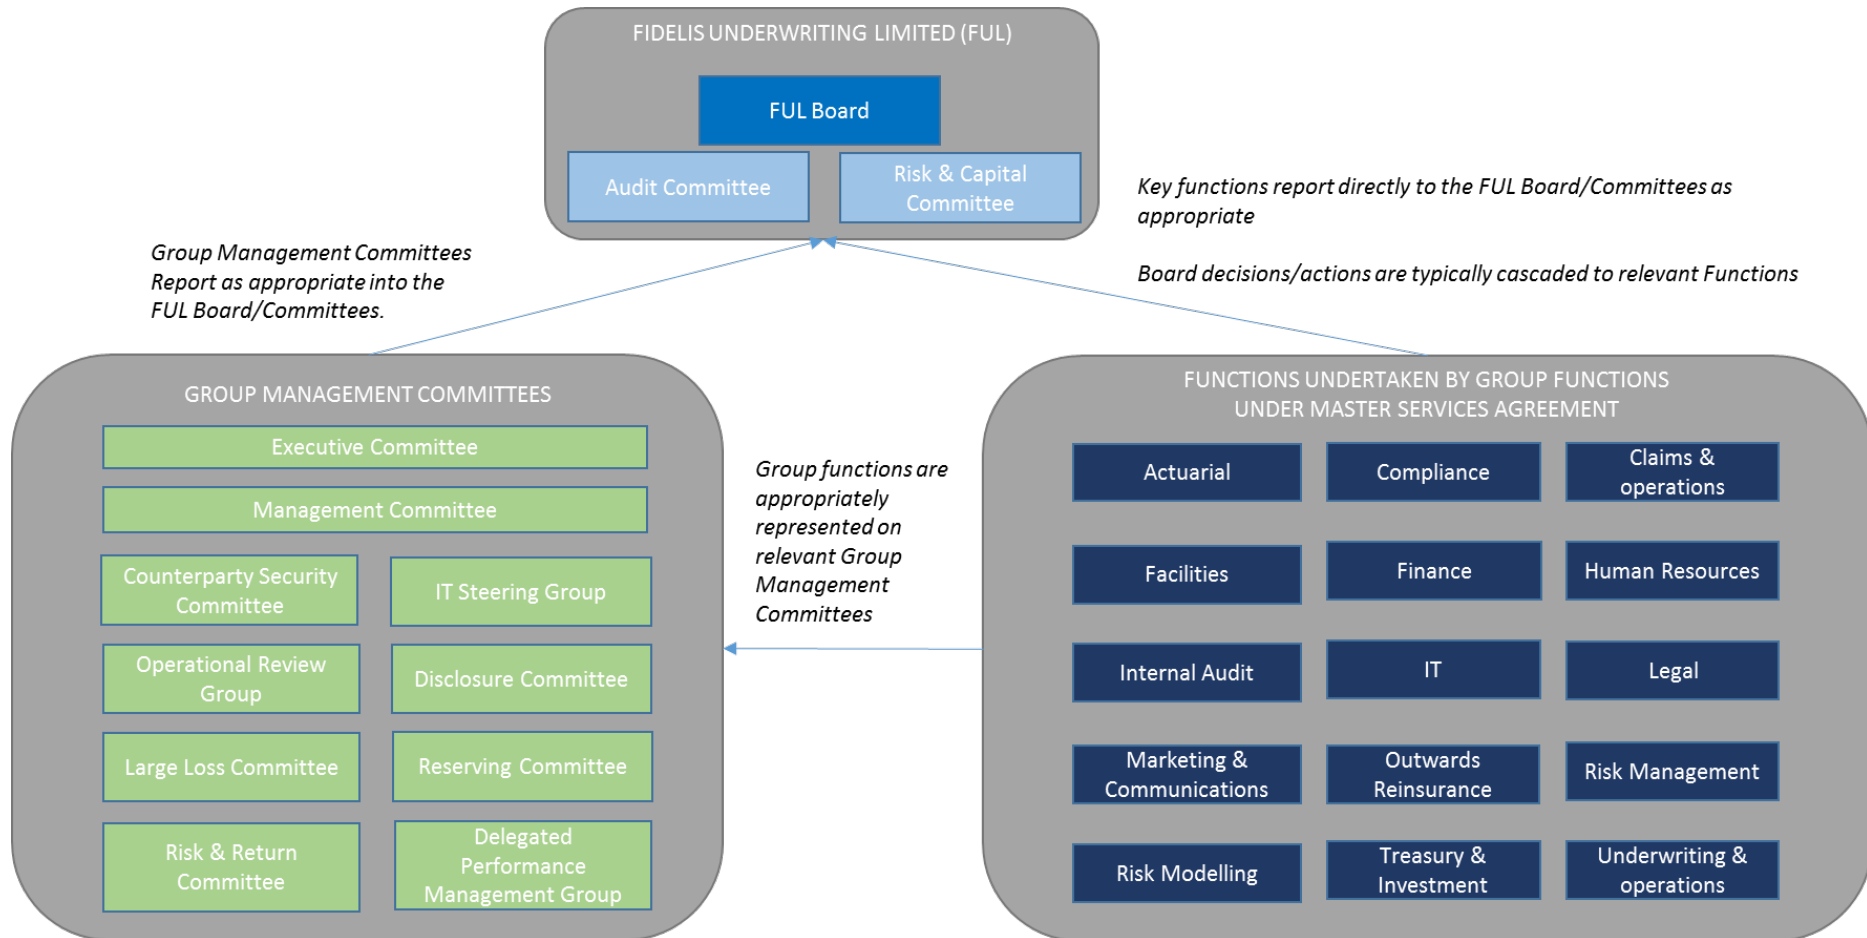 FIDELIS UNDERWRITING LIMITED (FUL)
FUL Board
Audit Committee
Risk & Capital
Committee
Key functions report directly to the FUL Board/Committees as
appropriate
Board decisions/actions are typically cascaded to relevant Functions
Group Management Committees
Report as appropriate into the
FUL Board/Committees.
GROUP MANAGEMENT COMMITTEES
Executive Committee
Management Committee
Counterparty Security
Committee
IT Steering Group
Operational Review
Group
Disclosure Committee
Large Loss Committee
Reserving Committee
Risk & Return
Committee
Delegated
Performance
Management Group
Group functions are
appropriately
represented on
relevant Group
Management
Committees
FUNCTIONS UNDERTAKEN BY GROUP FUNCTIONS
UNDER MASTER SERVICES AGREEMENT
Actuarial
Compliance
Claims &
operations
Facilities
Finance
Human Resources
Internal Audit
IT
Legal
Marketing &
Communications
Outwards
Reinsurance
Risk Management
Risk Modelling
Treasury &
Investment
Underwriting &
operations